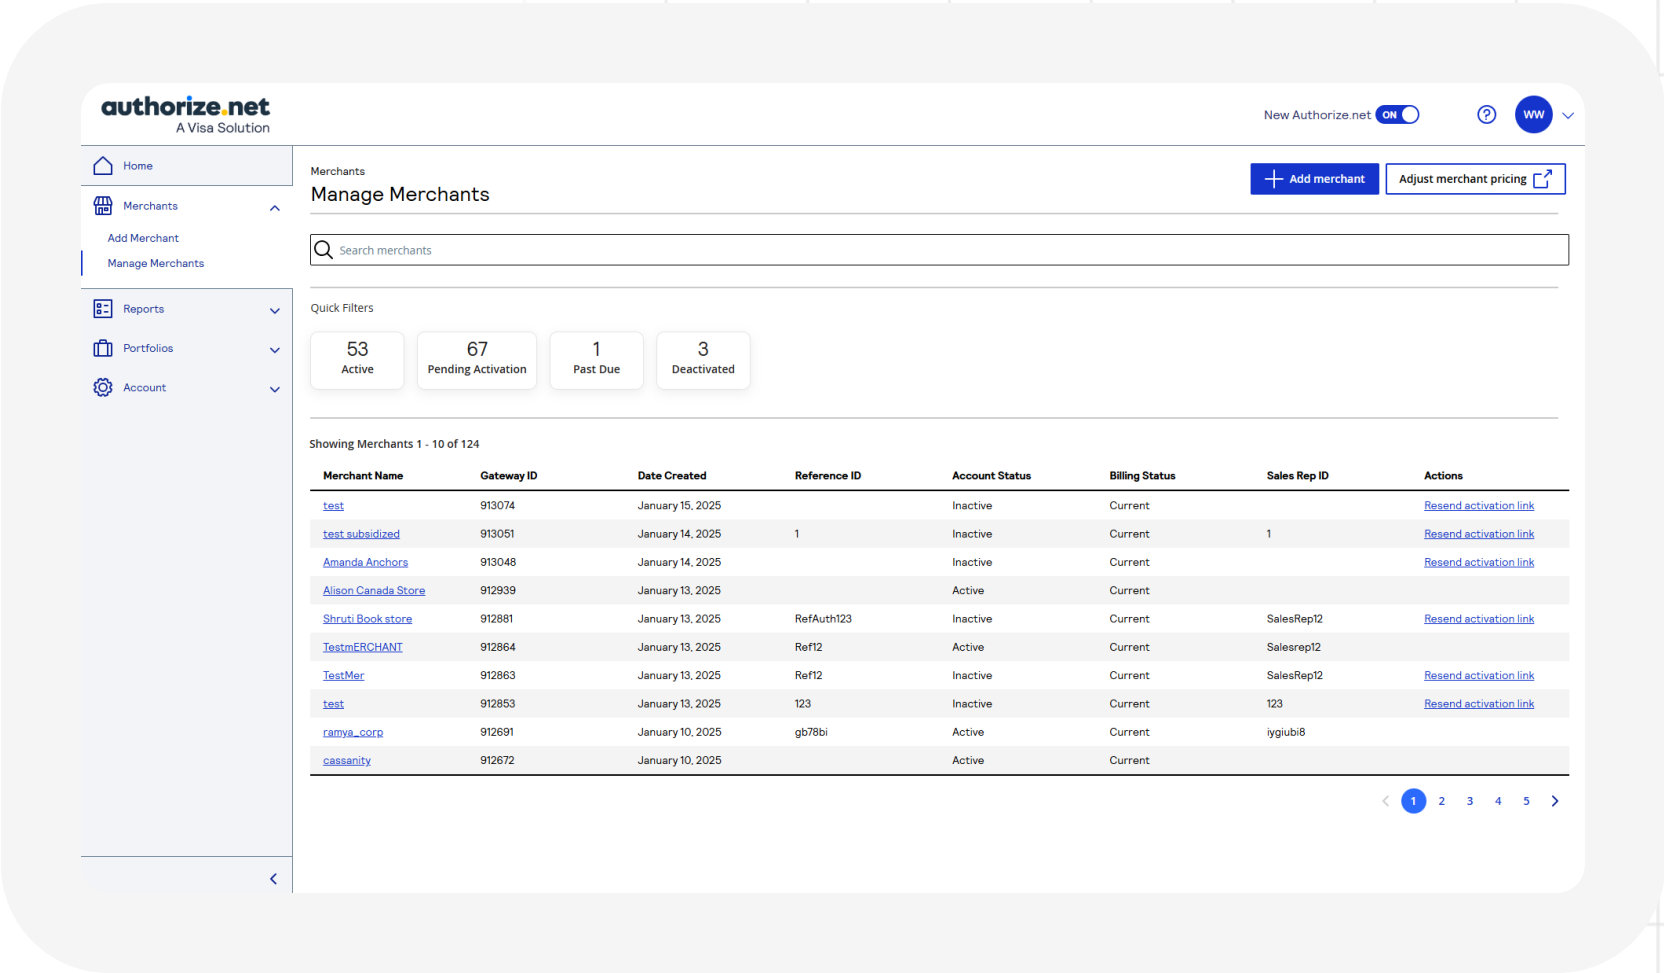 authorize.net
A Visa Solution
New Authorize.net ON
? WW
Home
Merchants
Add Merchant
Manage Merchants
Reports
Portfolios
Account
Merchants
Manage Merchants
Add merchant
Adjust merchant pricing
Search merchants
Quick Filters
53
Active
67
Pending Activation
1
Past Due
3
Deactivated
Showing Merchants 1 - 10 of 124
Merchant Name Gateway ID Date Created Reference ID Account Status Billing Status Sales Rep ID Actions
test 913074 January 15, 2025 Inactive Current Resend activation link
test subsidized 913051 January 14, 2025 1 Inactive Current 1 Resend activation link
Amanda Anchors 913048 January 14, 2025 Inactive Current Resend activation link
Alison Canada Store 912939 January 13, 2025 Active Current
Shruti Book store 912881 January 13, 2025 RefAuth123 Inactive Current SalesRep12 Resend activation link
TestmERCHANT 912864 January 13, 2025 Ref12 Active Current Salesrep12
TestMer 912863 January 13, 2025 Ref12 Inactive Current SalesRep12 Resend activation link
test 912853 January 13, 2025 123 Inactive Current 123 Resend activation link
ramya_corp 912691 January 10, 2025 gb78bi Active Current iygiubi8
cassanity 912672 January 10, 2025 Active Current
1 2 3 4 5